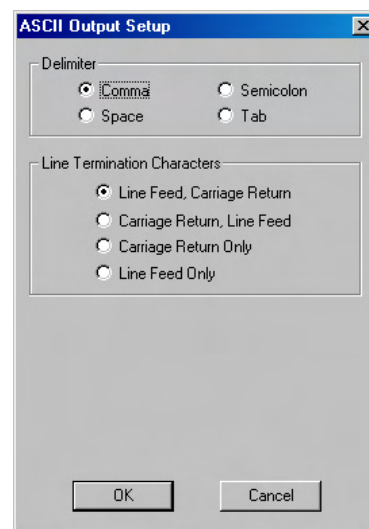 ASCII Output Setup
Delimiter
Comma
Semicolon
Space
Tab
Line Termination Characters
Line Feed, Carriage Return
Carriage Return, Line Feed
Carriage Return Only
Line Feed Only
OK
Cancel